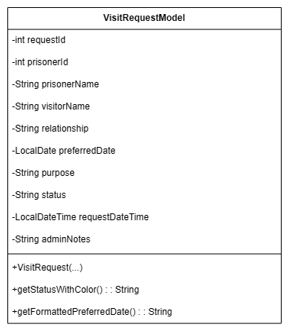 VisitRequestModel
-int requestId
-int prisonerId
-String prisonerName
-String visitorName
-String relationship
-LocalDate preferredDate
-String purpose
-String status
-LocalDateTime requestDateTime
-String adminNotes
+VisitRequest(...)
+getStatusWithColor() : : String
+getFormattedPreferredDate() : : String